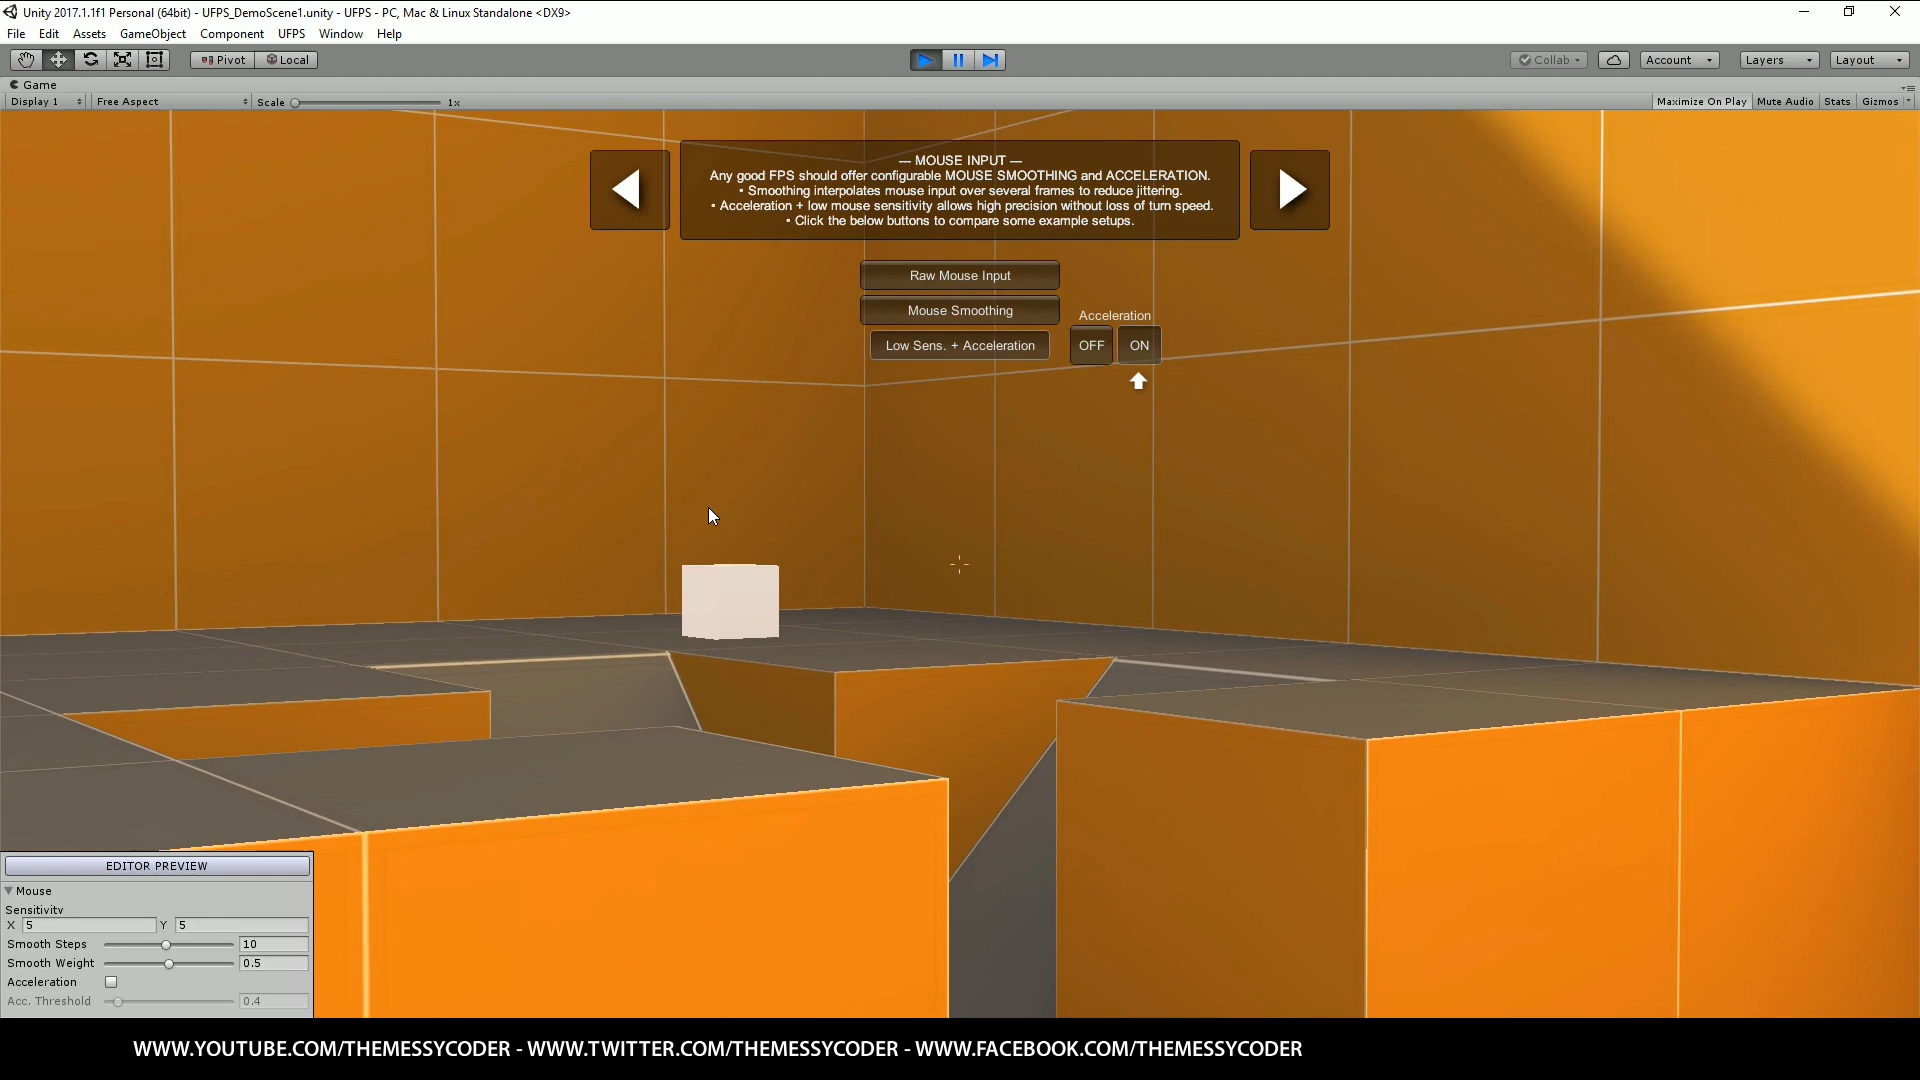 Unity 2017.1.1f1 Personal (64bit) - UFPS_DemoScene1.unity - UFPS - PC, Mac & Linux Standalone <DX9>
File Edit Assets GameObject Component UFPS Window Help
Pivot Local Collab Account Layers Layout
Game
Display 1 Free Aspect Scale 1x Maximize On Play Mute Audio Stats Gizmos
--- MOUSE INPUT ---
Any good FPS should offer configurable MOUSE SMOOTHING and ACCELERATION.
• Smoothing interpolates mouse input over several frames to reduce jittering.
• Acceleration + low mouse sensitivity allows high precision without loss of turn speed.
• Click the below buttons to compare some example setups.
Raw Mouse Input
Mouse Smoothing
Acceleration
Low Sens. + Acceleration OFF ON
EDITOR PREVIEW
Mouse
Sensitivity
X 5 Y 5
Smooth Steps 10
Smooth Weight 0.5
Acceleration
Acc. Threshold 0.4
WWW.YOUTUBE.COM/THEMESSYCODER - WWW.TWITTER.COM/THEMESSYCODER - WWW.FACEBOOK.COM/THEMESSYCODER